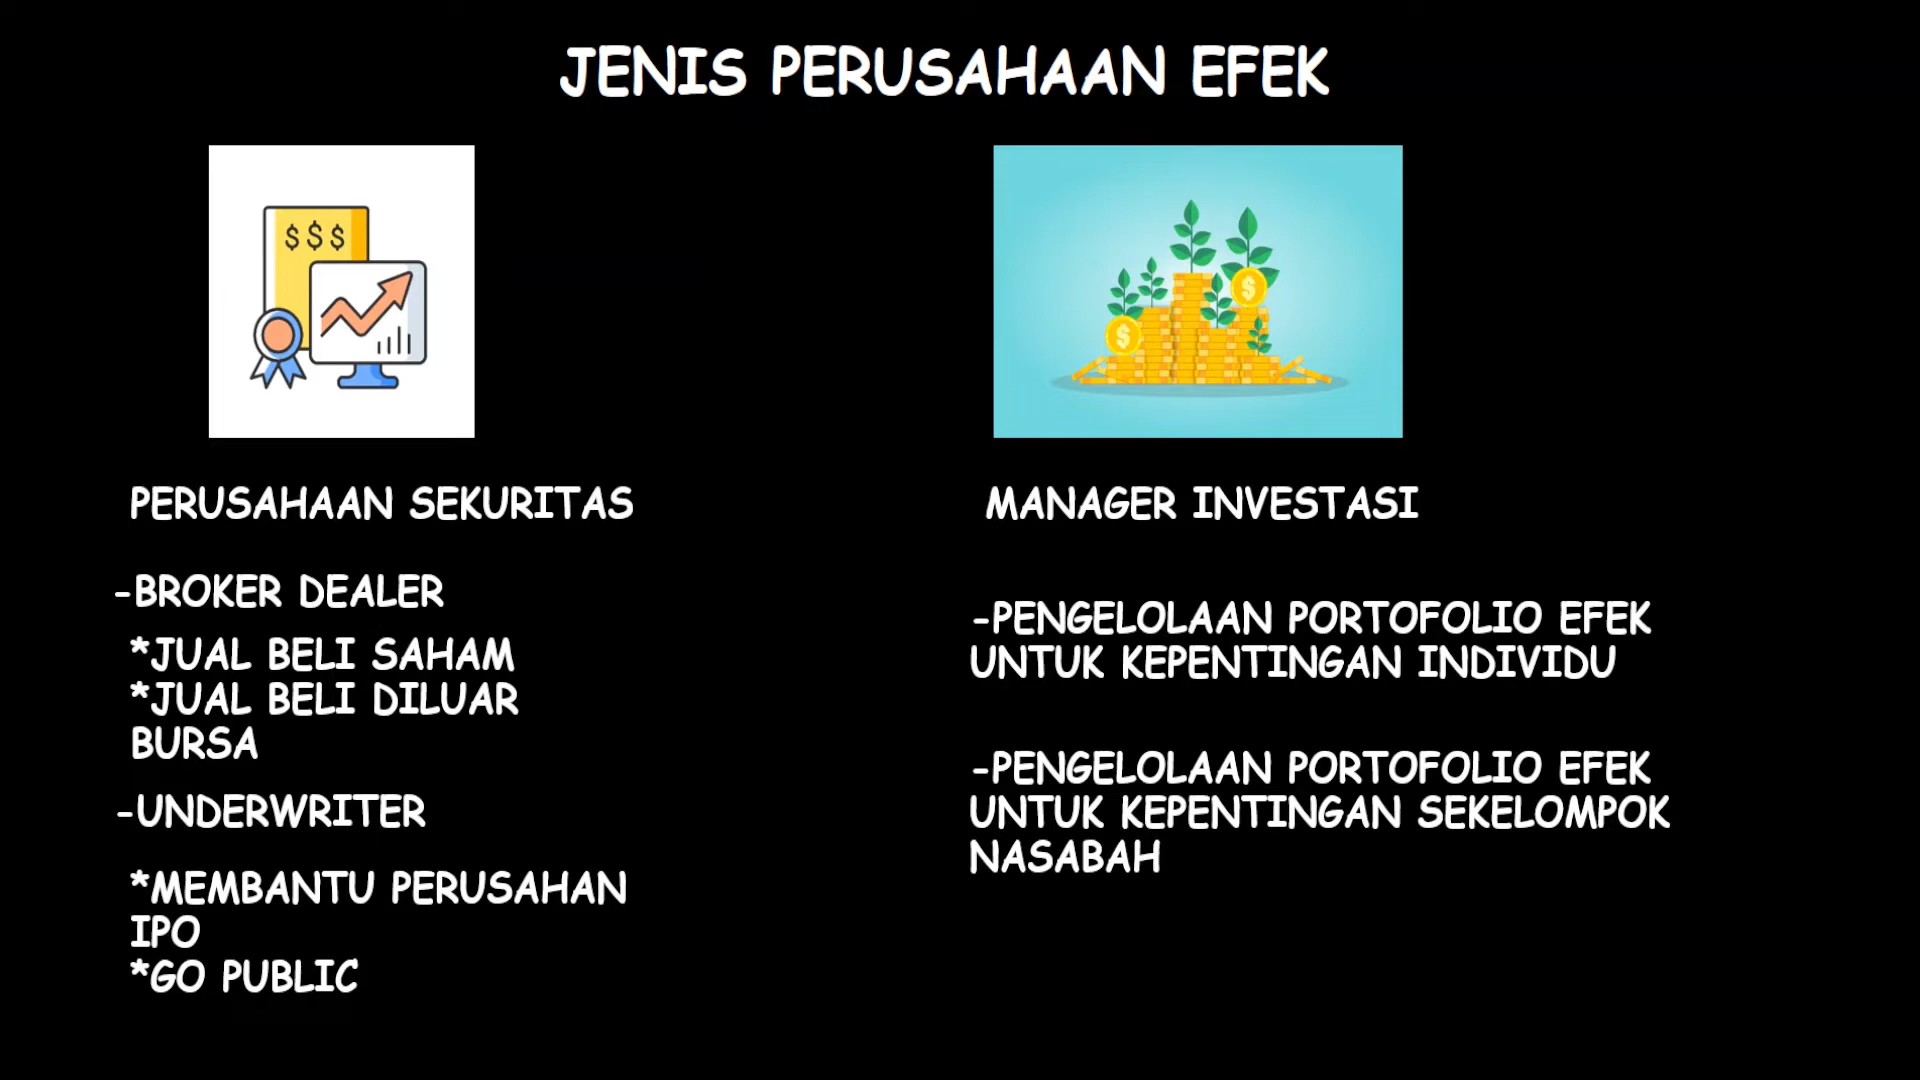 JENIS PERUSAHAAN EFEK
$$$
$
$
PERUSAHAAN SEKURITAS
-BROKER DEALER
*JUAL BELI SAHAM
*JUAL BELI DILUAR
BURSA
-UNDERWRITER
*MEMBANTU PERUSAHAN
IPO
*GO PUBLIC
MANAGER INVESTASI
-PENGELOLAAN PORTOFOLIO EFEK
UNTUK KEPENTINGAN INDIVIDU
-PENGELOLAAN PORTOFOLIO EFEK
UNTUK KEPENTINGAN SEKELOMPOK
NASABAH